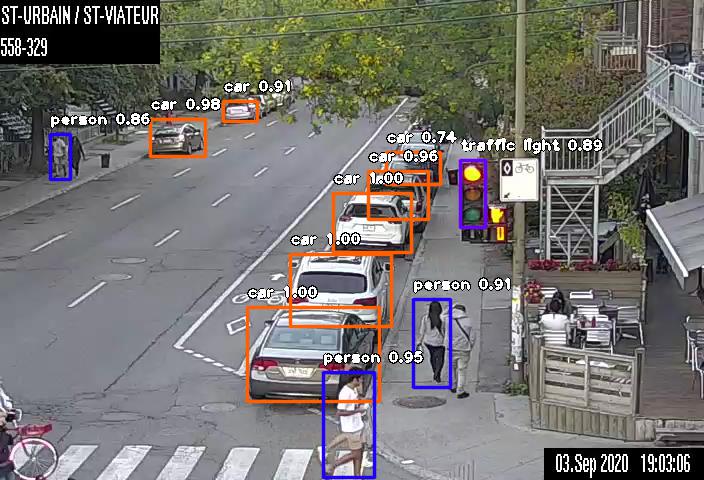 ST-URBAIN / ST-VIATEUR
558-329
car 0.91
car 0.98
person 0.86
car 0.74
traffic light 0.89
car 0.96
car 1.00
car 1.00
person 0.91
car 1.00
person 0.95
03.Sep 2020 19:03:06